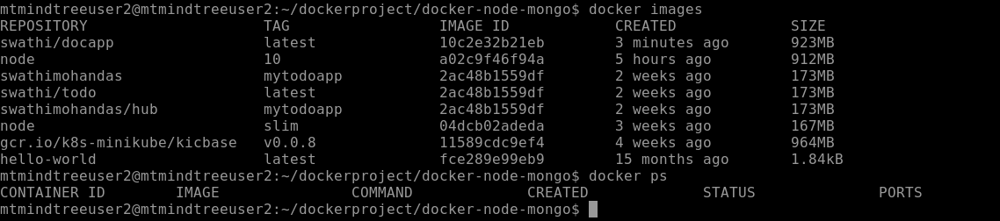 mtmindtreeuser2@mtmindtreeuser2:~/dockerproject/docker-node-mongo$ docker images
REPOSITORY TAG IMAGE ID CREATED SIZE
swathi/docapp latest 10c2e32b21eb 3 minutes ago 923MB
node 10 a02c9f46f94a 5 hours ago 912MB
swathimohandas mytodoapp 2ac48b1559df 2 weeks ago 173MB
swathi/todo latest 2ac48b1559df 2 weeks ago 173MB
swathimohandas/hub mytodoapp 2ac48b1559df 2 weeks ago 173MB
node slim 04dcb02adeda 3 weeks ago 167MB
gcr.io/k8s-minikube/kicbase v0.0.8 11589cdc9ef4 4 weeks ago 964MB
hello-world latest fce289e99eb9 15 months ago 1.84kB
mtmindtreeuser2@mtmindtreeuser2:~/dockerproject/docker-node-mongo$ docker ps
CONTAINER ID IMAGE COMMAND CREATED STATUS PORTS
mtmindtreeuser2@mtmindtreeuser2:~/dockerproject/docker-node-mongo$